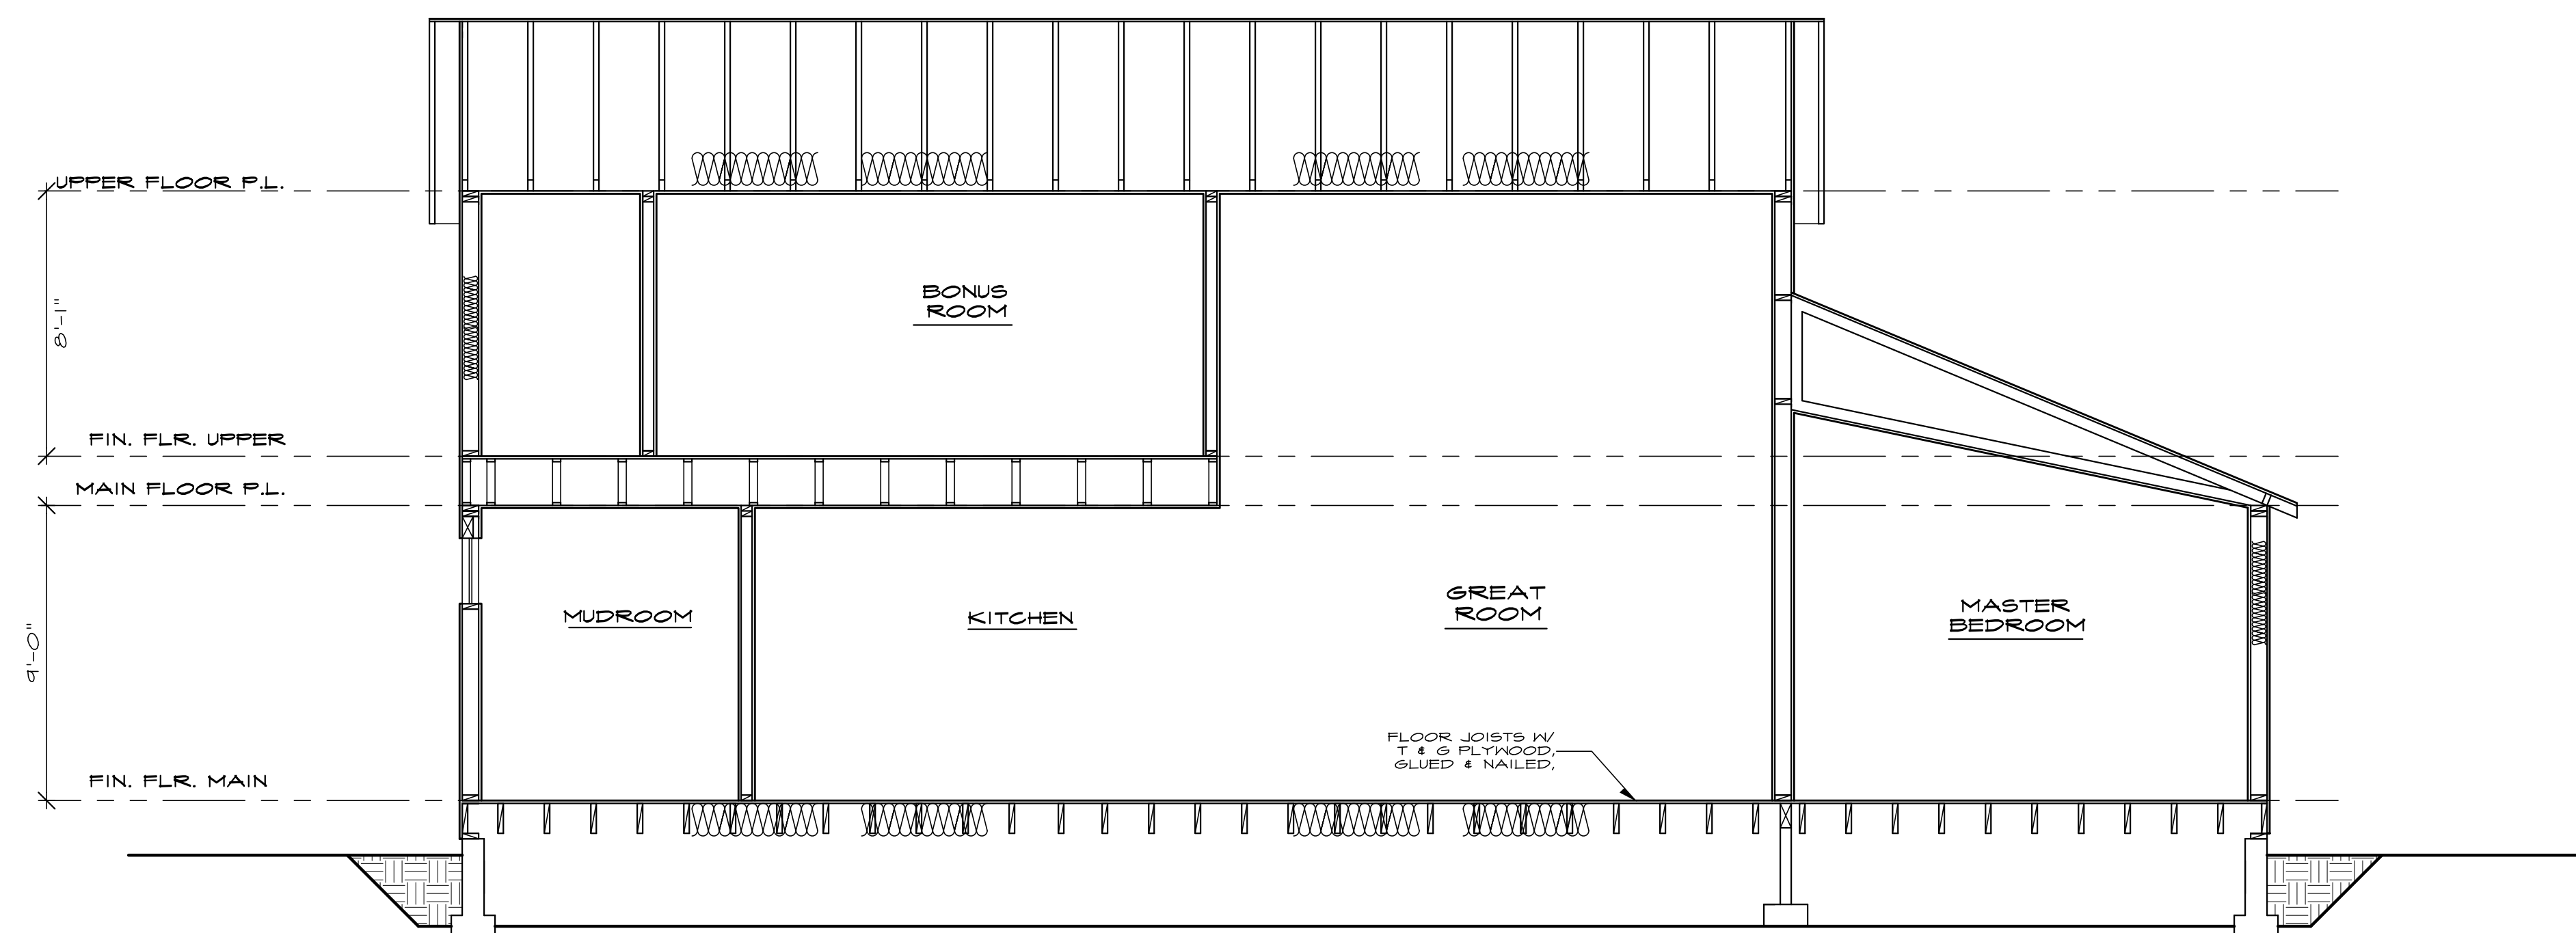 UPPER FLOOR P.L.
8'-1"
BONUS
ROOM
FIN. FLR. UPPER
MAIN FLOOR P.L.
9'-0"
MUDROOM
KITCHEN
GREAT
ROOM
MASTER
BEDROOM
FLOOR JOISTS W/
T & G PLYWOOD,
GLUED & NAILED,
FIN. FLR. MAIN